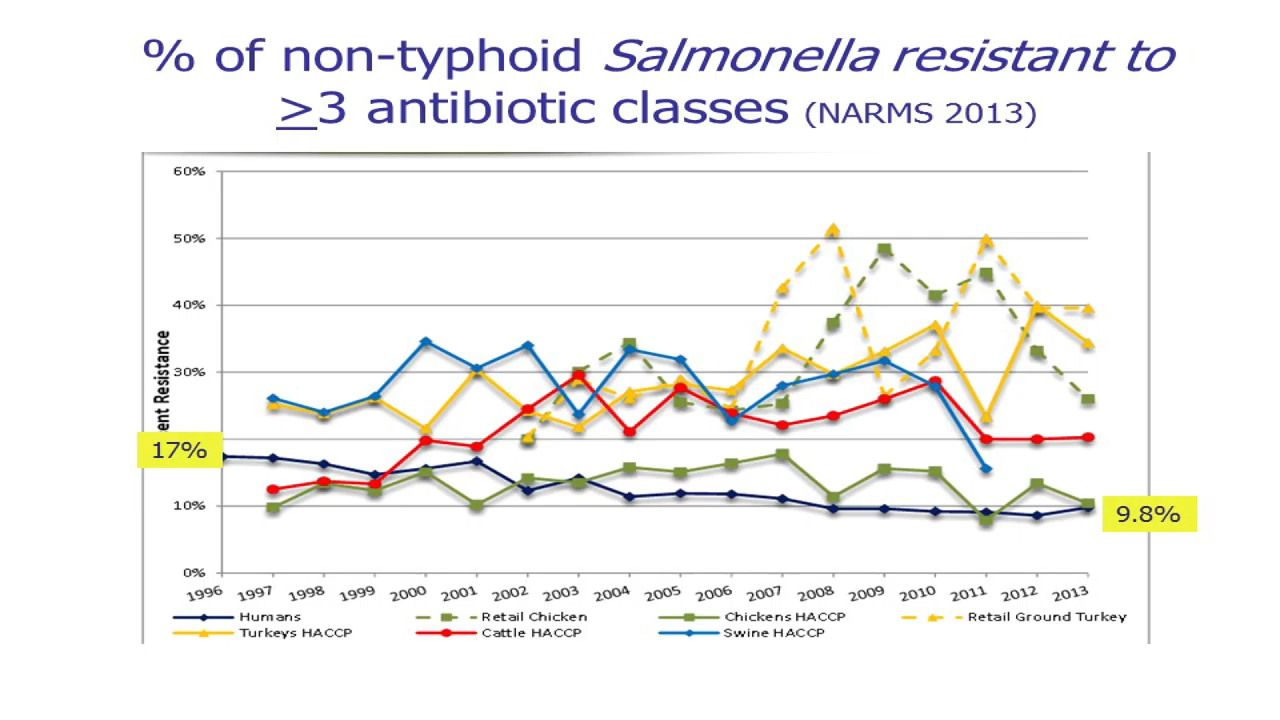 % of non-typhoid Salmonella resistant to
≥3 antibiotic classes (NARMS 2013)
60%
50%
40%
30%
10%
0%
ent Resistance
17%
9.8%
1996 1997 1998 1999 2000 2001 2002 2003 2004 2005 2006 2007 2008 2009 2010 2011 2012 2013
Humans Retail Chicken Chickens HACCP Retail Ground Turkey
Turkeys HACCP Cattle HACCP Swine HACCP